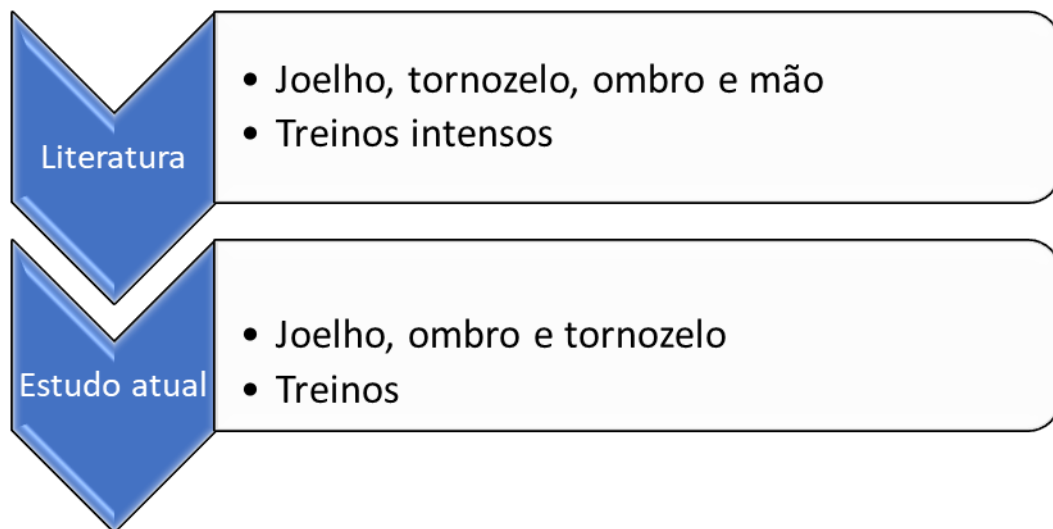 Literatura
• Joelho, tornozelo, ombro e mão
• Treinos intensos
Estudo atual
• Joelho, ombro e tornozelo
• Treinos